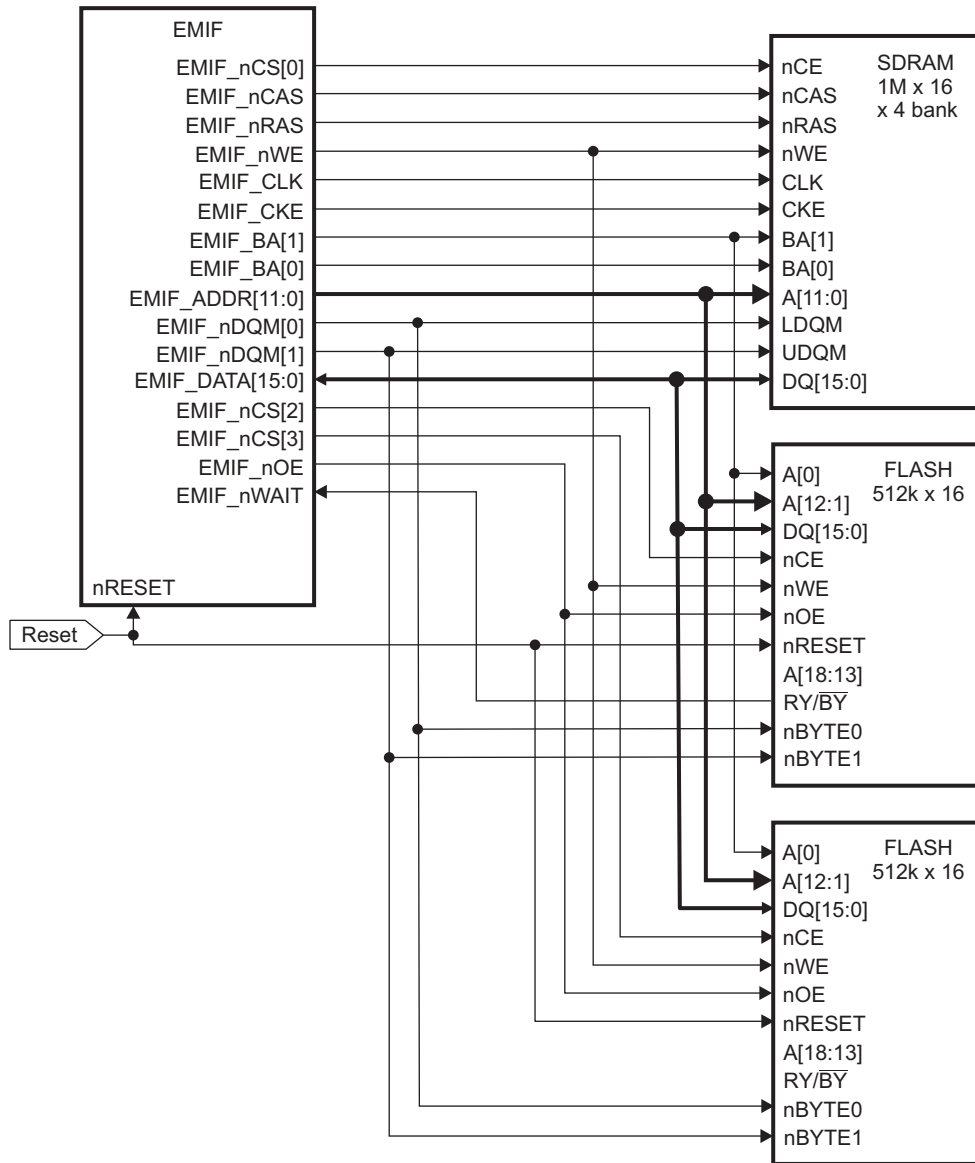 EMIF
EMIF_nCS[0]
EMIF_nCAS
EMIF_nRAS
EMIF_nWE
EMIF_CLK
EMIF_CKE
EMIF_BA[1]
EMIF_BA[0]
EMIF_ADDR[11:0]
EMIF_nDQM[0]
EMIF_nDQM[1]
EMIF_DATA[15:0]
EMIF_nCS[2]
EMIF_nCS[3]
EMIF_nOE
EMIF_nWAIT
nRESET
Reset
SDRAM
1M x 16
x 4 bank
nCE
nCAS
nRAS
nWE
CLK
CKE
BA[1]
BA[0]
A[11:0]
LDQM
UDQM
DQ[15:0]
FLASH
512k x 16
A[0]
A[12:1]
DQ[15:0]
nCE
nWE
nOE
nRESET
A[18:13]
RY/B̅Y̅
nBYTE0
nBYTE1
FLASH
512k x 16
A[0]
A[12:1]
DQ[15:0]
nCE
nWE
nOE
nRESET
A[18:13]
RY/B̅Y̅
nBYTE0
nBYTE1